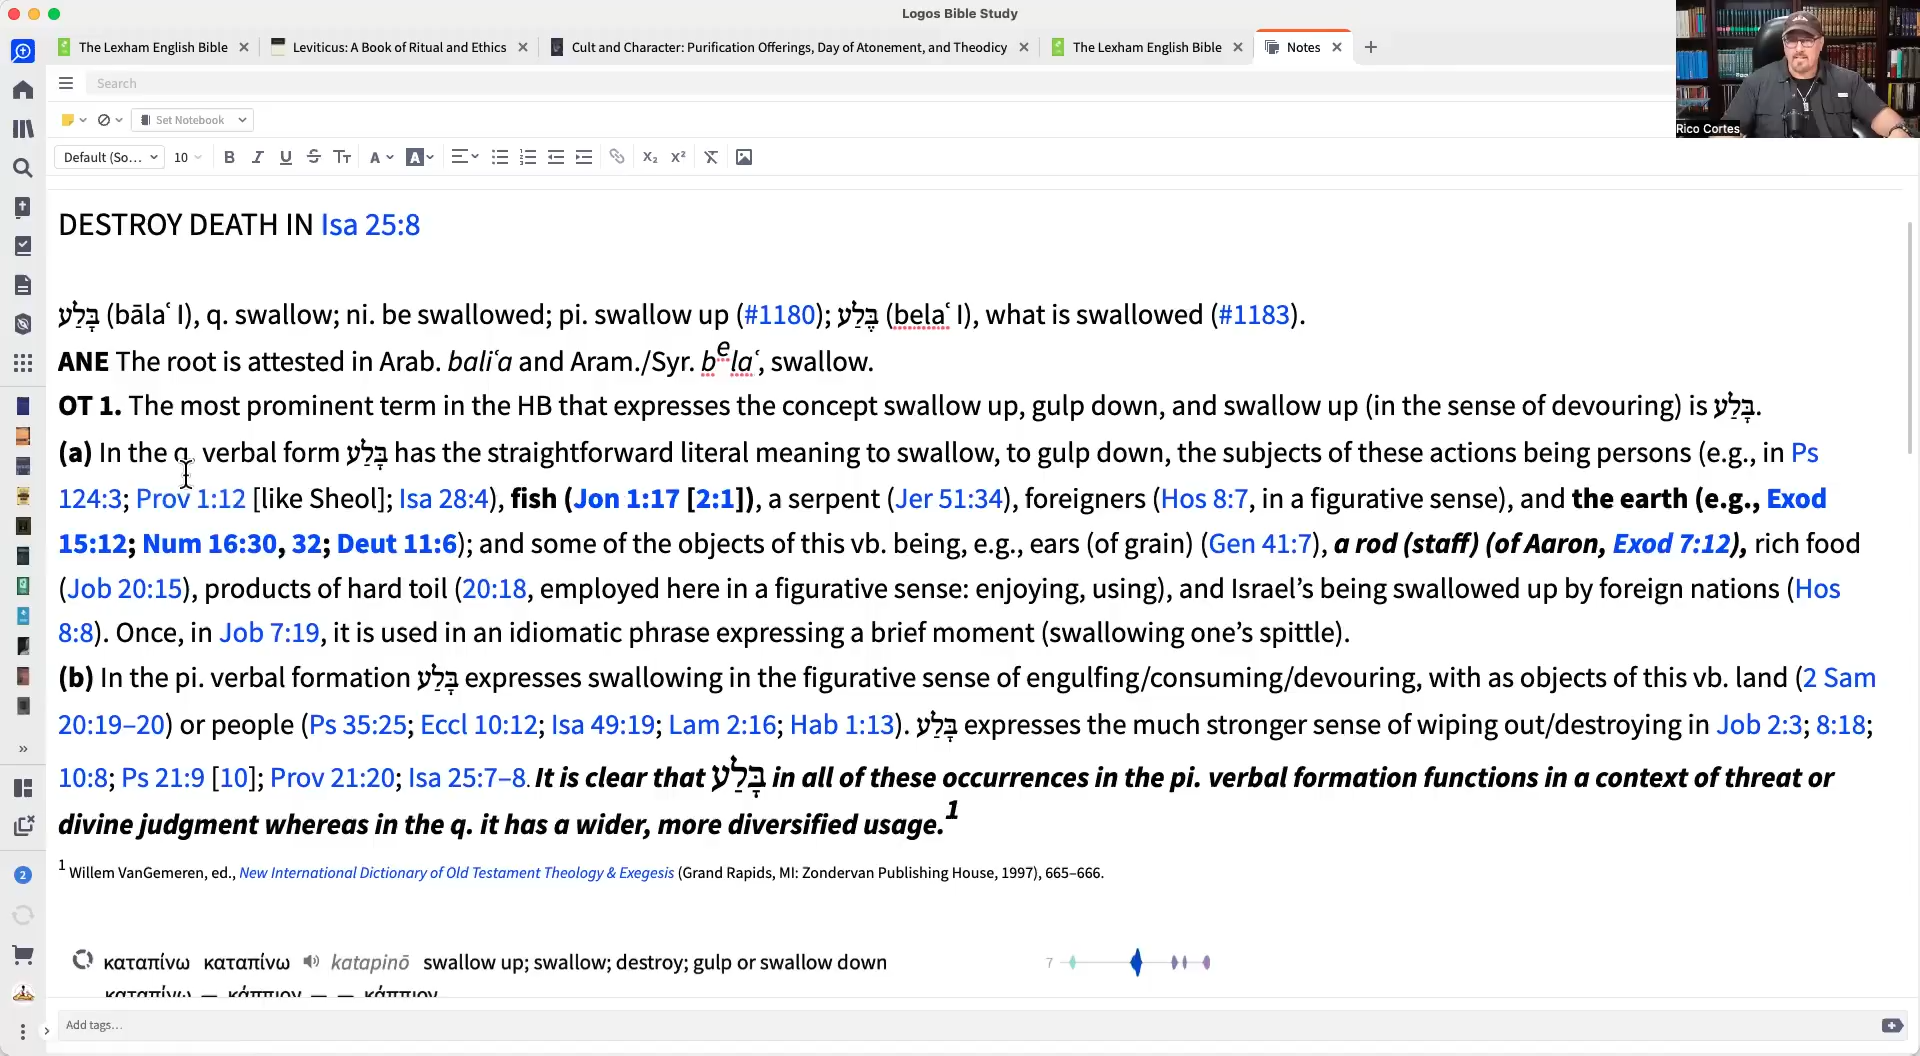 Logos Bible Study
The Lexham English Bible
Leviticus: A Book of Ritual and Ethics
Cult and Character: Purification Offerings, Day of Atonement, and Theodicy
The Lexham English Bible
Notes
Search
Rico Cortes
Set Notebook
Default (So...
10
DESTROY DEATH IN Isa 25:8
בָּלַע (bālaʿ I), q. swallow; ni. be swallowed; pi. swallow up (#1180); בֶּלַע (belaʿ I), what is swallowed (#1183).
ANE The root is attested in Arab. baliʿa and Aram./Syr. bᵉlaʿ, swallow.
OT 1. The most prominent term in the HB that expresses the concept swallow up, gulp down, and swallow up (in the sense of devouring) is בָּלַע.
(a) In the q. verbal form בָּלַע has the straightforward literal meaning to swallow, to gulp down, the subjects of these actions being persons (e.g., in Ps
124:3; Prov 1:12 [like Sheol]; Isa 28:4), fish (Jon 1:17 [2:1]), a serpent (Jer 51:34), foreigners (Hos 8:7, in a figurative sense), and the earth (e.g., Exod
15:12; Num 16:30, 32; Deut 11:6); and some of the objects of this vb. being, e.g., ears (of grain) (Gen 41:7), a rod (staff) (of Aaron, Exod 7:12), rich food
(Job 20:15), products of hard toil (20:18, employed here in a figurative sense: enjoying, using), and Israel’s being swallowed up by foreign nations (Hos
8:8). Once, in Job 7:19, it is used in an idiomatic phrase expressing a brief moment (swallowing one’s spittle).
(b) In the pi. verbal formation בָּלַע expresses swallowing in the figurative sense of engulfing/consuming/devouring, with as objects of this vb. land (2 Sam
20:19–20) or people (Ps 35:25; Eccl 10:12; Isa 49:19; Lam 2:16; Hab 1:13). בָּלַע expresses the much stronger sense of wiping out/destroying in Job 2:3; 8:18;
10:8; Ps 21:9 [10]; Prov 21:20; Isa 25:7–8. It is clear that בָּלַע in all of these occurrences in the pi. verbal formation functions in a context of threat or
divine judgment whereas in the q. it has a wider, more diversified usage.¹
¹ Willem VanGemeren, ed., New International Dictionary of Old Testament Theology & Exegesis (Grand Rapids, MI: Zondervan Publishing House, 1997), 665–666.
καταπίνω καταπίνω katapinō swallow up; swallow; destroy; gulp or swallow down
7
καταπίνω — κάππιον — — κάππιον
Add tags...
2